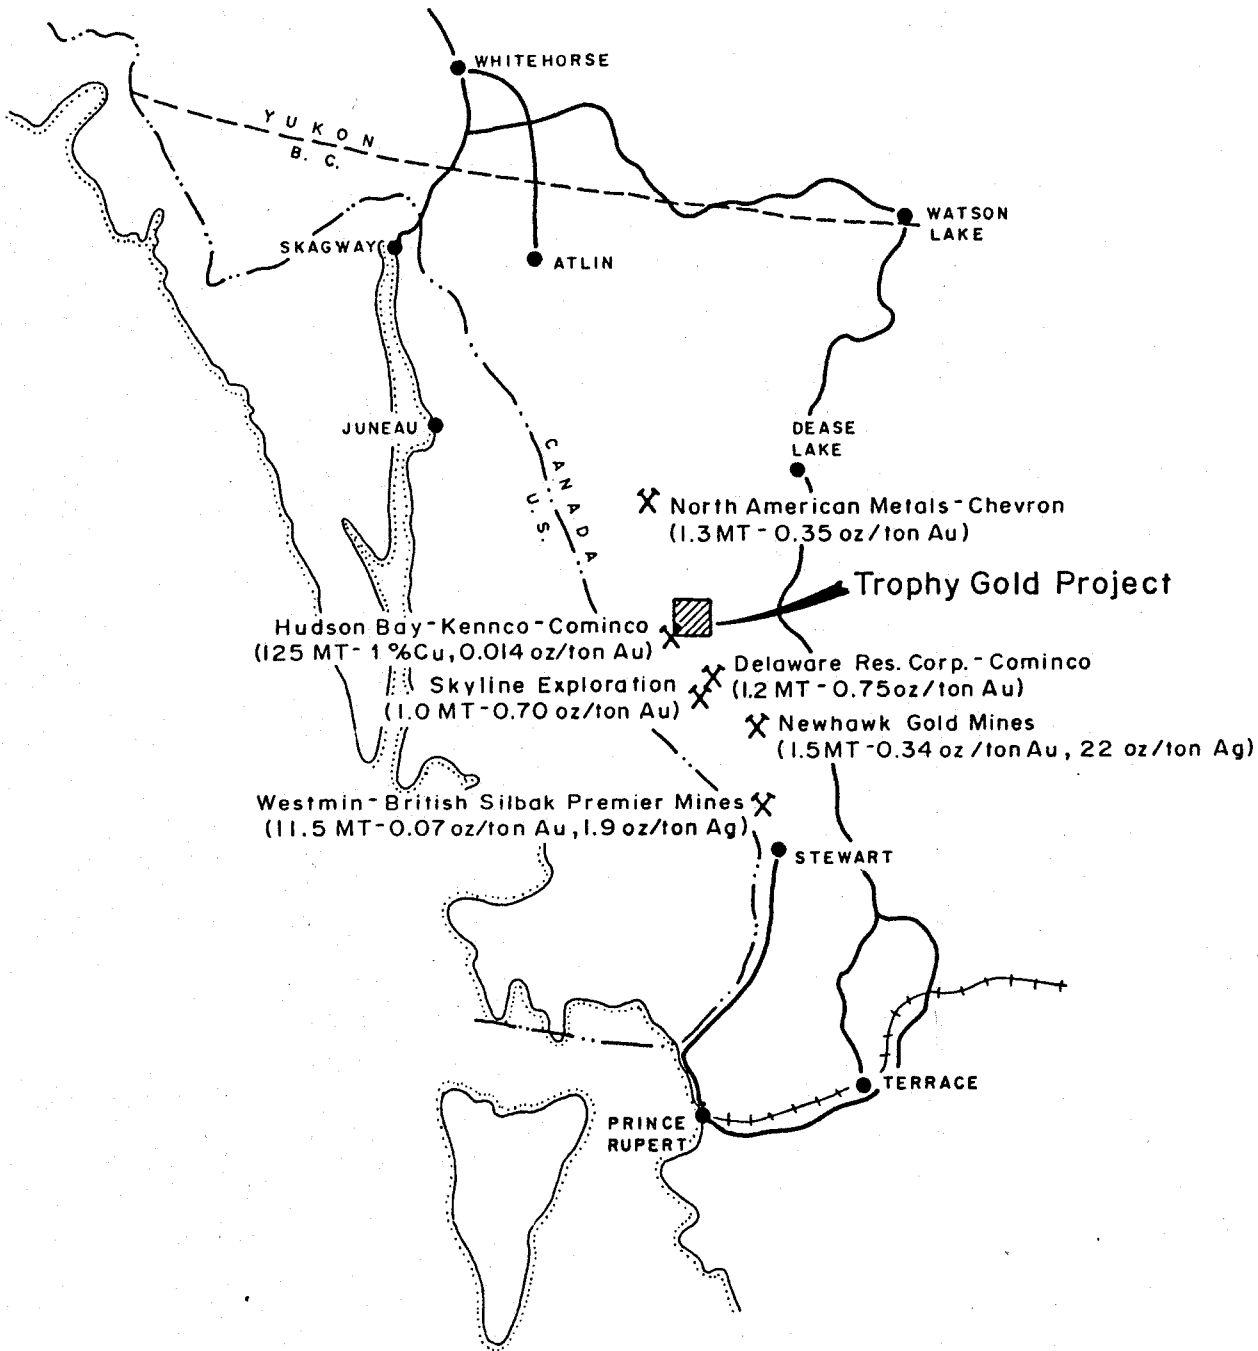 WHITEHORSE
YUKON
B. C.
WATSON
LAKE
SKAGWAY
ATLIN
JUNEAU
DEASE
LAKE
CANADA
U.S.
North American Metals-Chevron
(1.3 MT - 0.35 oz/ton Au)
Trophy Gold Project
Hudson Bay-Kennco-Cominco
(125 MT- 1 %Cu, 0.014 oz/ton Au)
Delaware Res. Corp. - Cominco
(1.2 MT - 0.75oz/ton Au)
Skyline Exploration
(1.0 MT-0.70 oz/ton Au)
Newhawk Gold Mines
(1.5MT-0.34 oz /ton Au, 22 oz/ton Ag)
Westmin-British Silbak Premier Mines
(11.5 MT-0.07 oz/ton Au, 1.9 oz/ton Ag)
STEWART
TERRACE
PRINCE
RUPERT